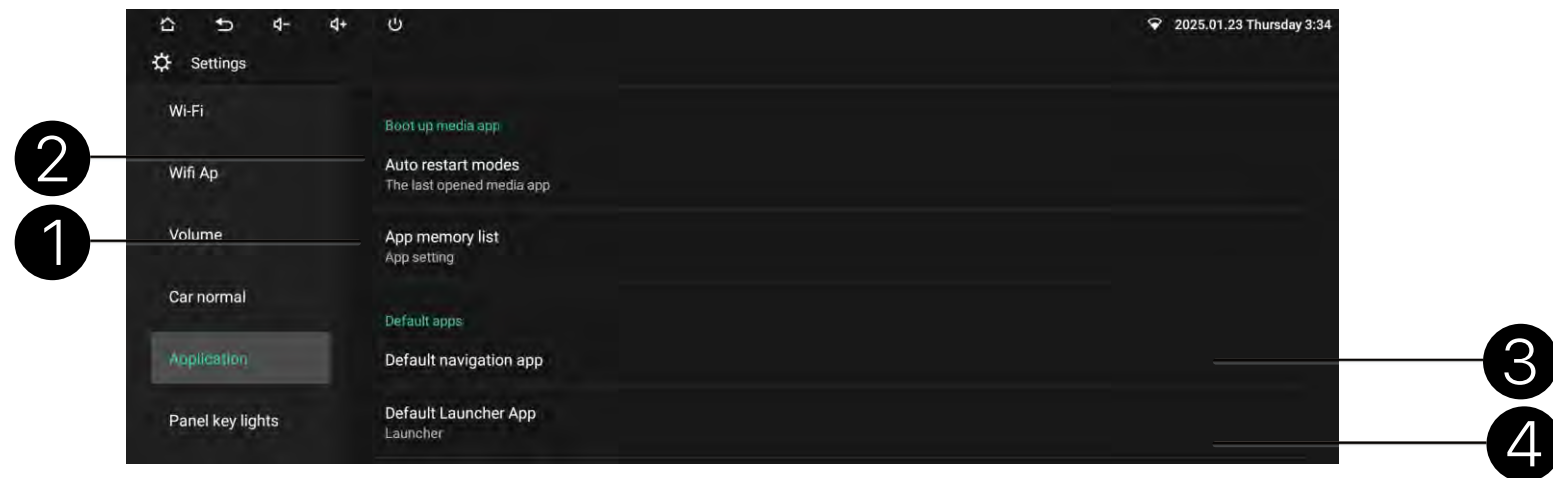 2025.01.23 Thursday 3:34
Settings
Wi-Fi
Wifi Ap
Volume
Car normal
Application
Panel key lights
Boot up media app
Auto restart modes
The last opened media app
App memory list
App setting
Default apps
Default navigation app
Default Launcher App
Launcher
2
1
3
4